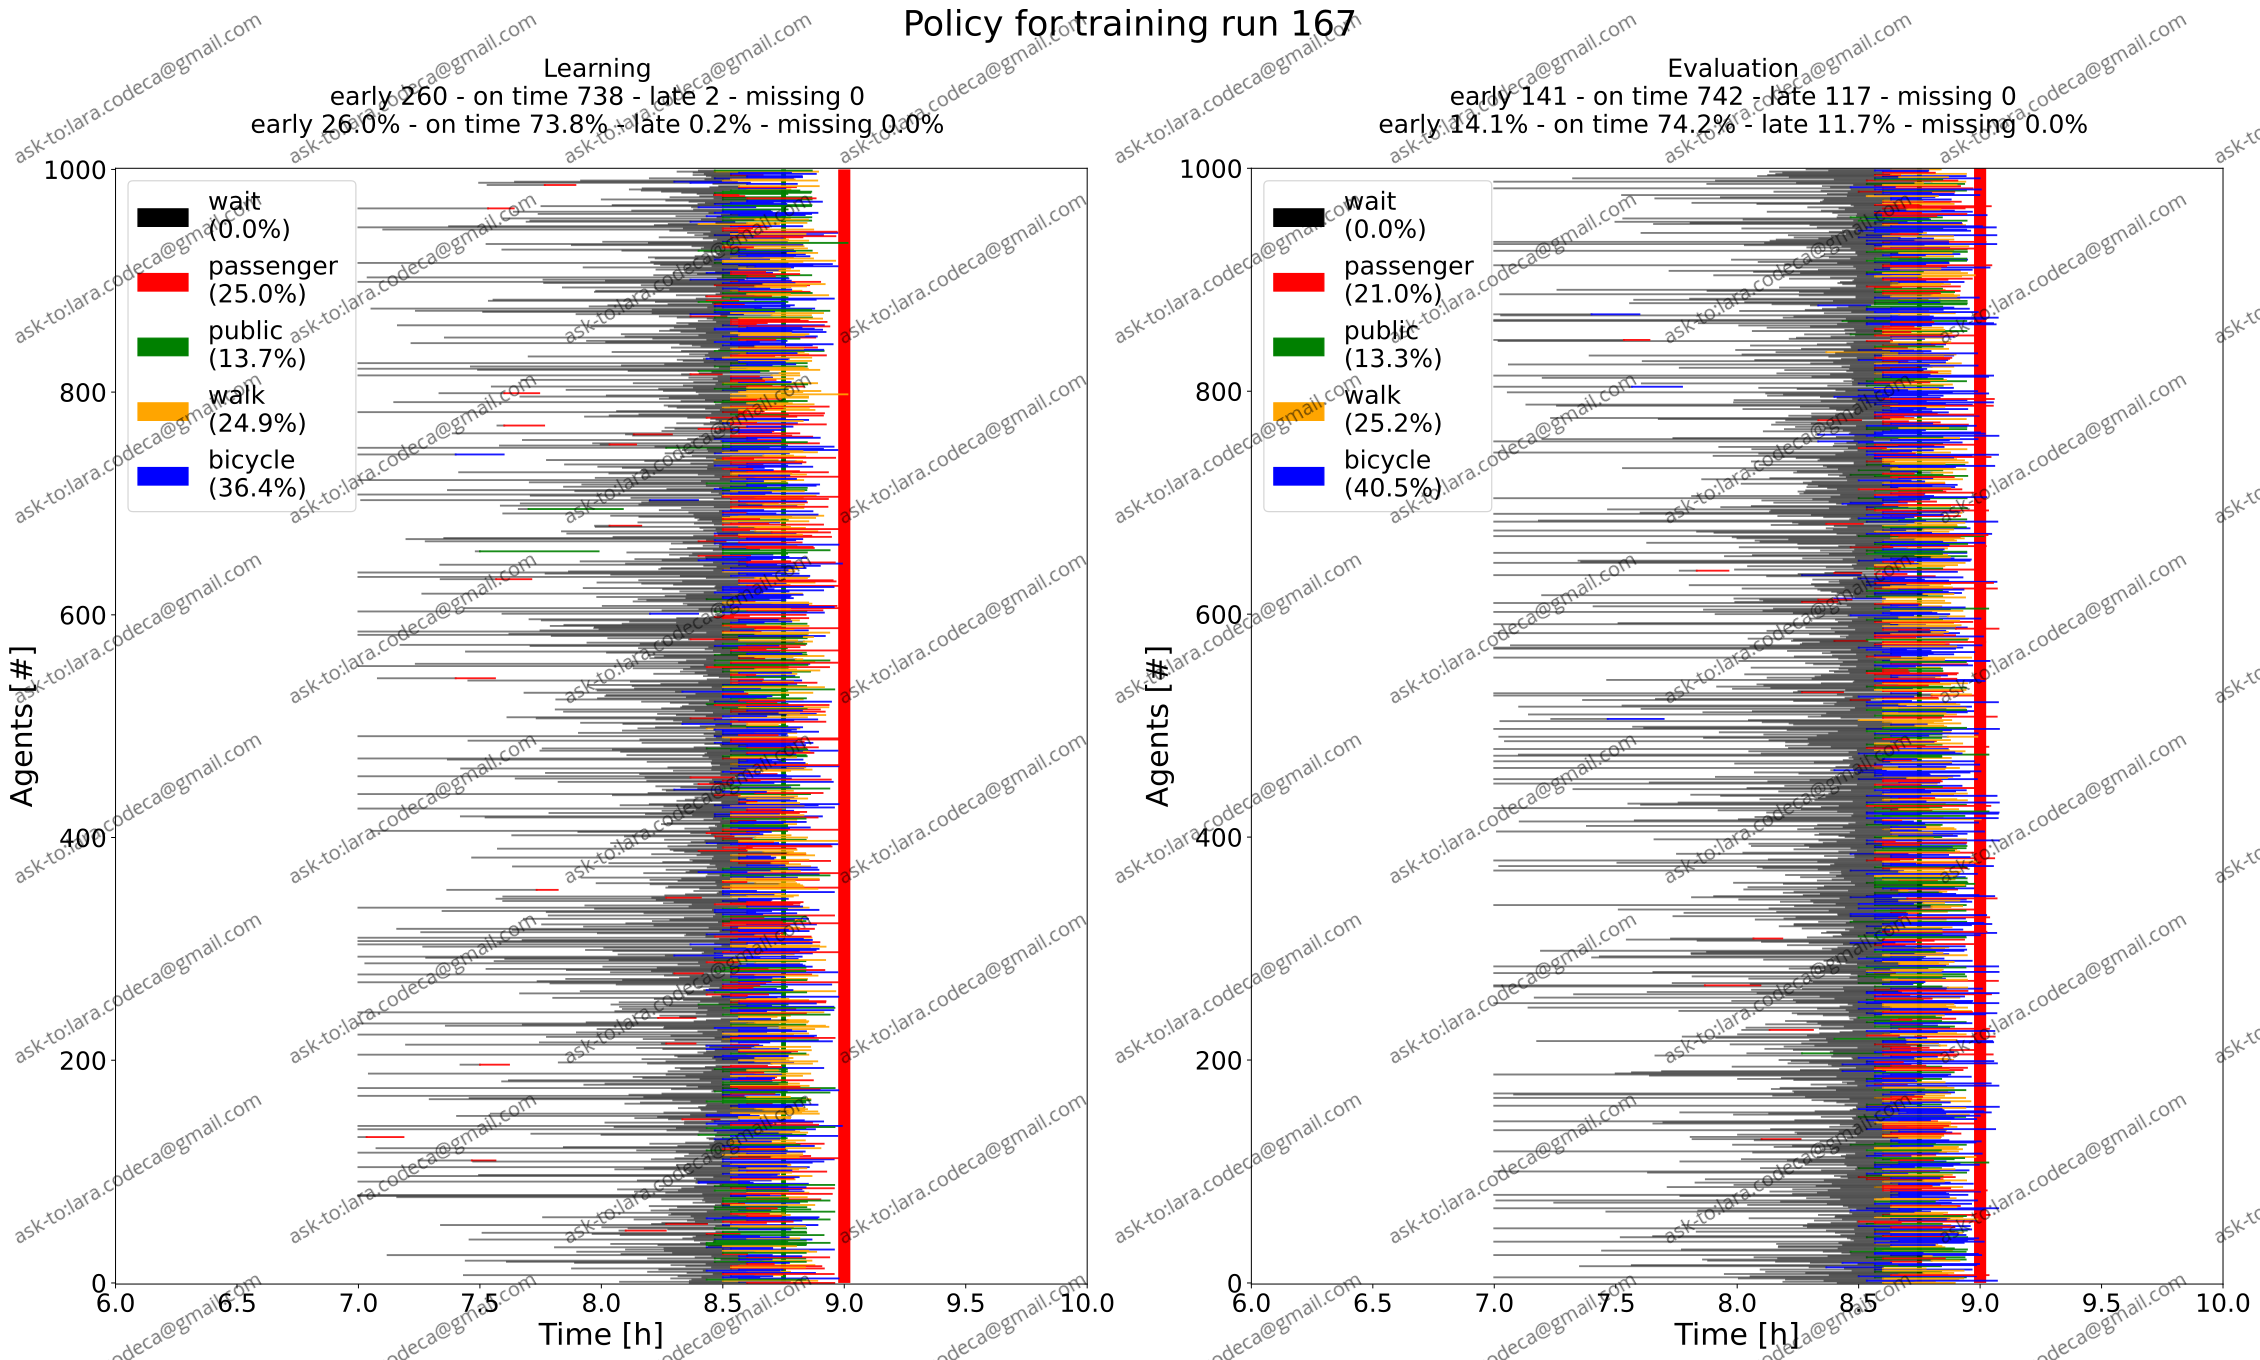 Policy for training run 167
Learning
early 260 - on time 738 - late 2 - missing 0
early 26.0% - on time 73.8% - late 0.2% - missing 0.0%
1000
800
600
400
200
0
Agents [#]
wait
(0.0%)
passenger
(25.0%)
public
(13.7%)
walk
(24.9%)
bicycle
(36.4%)
6.0 6.5 7.0 7.5 8.0 8.5 9.0 9.5 10.0
Time [h]
Evaluation
early 141 - on time 742 - late 117 - missing 0
early 14.1% - on time 74.2% - late 11.7% - missing 0.0%
1000
800
600
400
200
0
Agents [#]
wait
(0.0%)
passenger
(21.0%)
public
(13.3%)
walk
(25.2%)
bicycle
(40.5%)
6.0 6.5 7.0 7.5 8.0 8.5 9.0 9.5 10.0
Time [h]
ask-to:lara.codeca@gmail.com